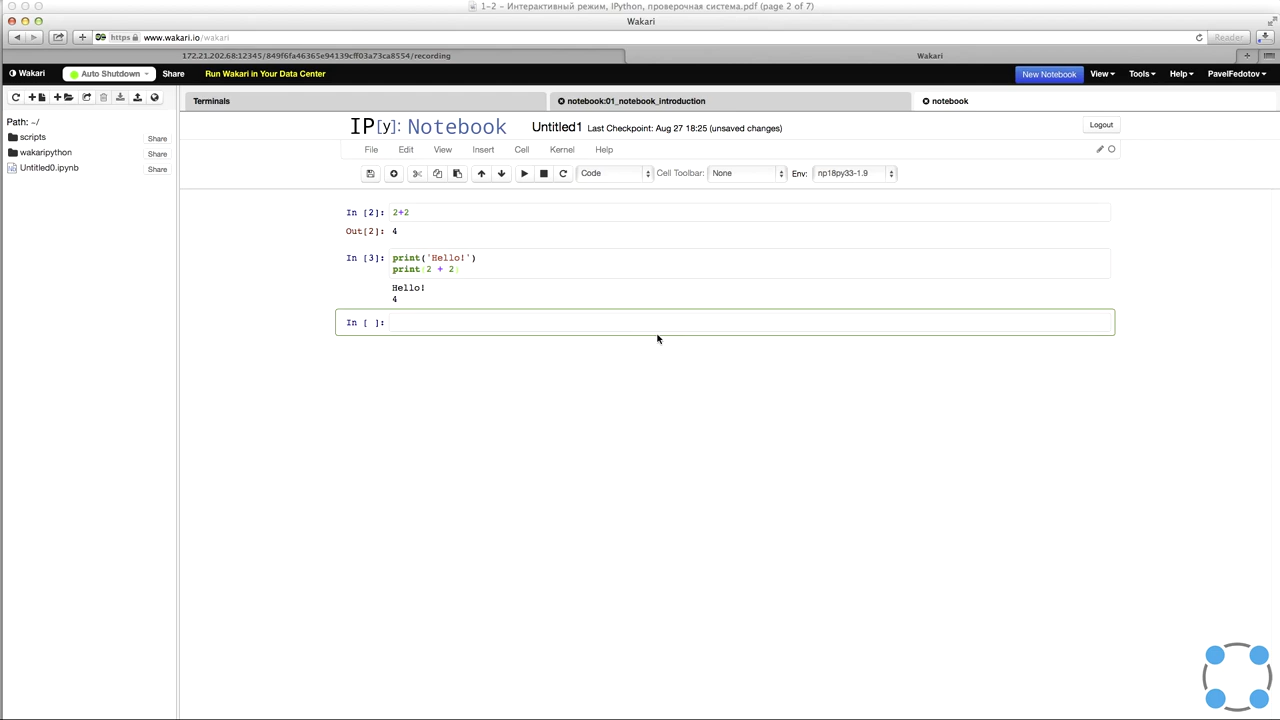 1-2 – Интерактивный режим, IPython, проверочная система.pdf (page 2 of 7)
Wakari
https www.wakari.io/wakari
Reader
172.21.202.68:12345/849f6fa46365e94139cff03a73ca8554/recording
Wakari
Wakari
Auto Shutdown
Share
Run Wakari in Your Data Center
New Notebook
View
Tools
Help
PavelFedotov
Terminals
notebook:01_notebook_introduction
notebook
Path: ~/
scripts
Share
wakaripython
Share
Untitled0.ipynb
Share
IP[y]: Notebook
Untitled1 Last Checkpoint: Aug 27 18:25 (unsaved changes)
Logout
File Edit View Insert Cell Kernel Help
Code
Cell Toolbar: None
Env: np18py33-1.9
In [2]: 2+2
Out[2]: 4
In [3]: print('Hello!')
print(2 + 2)
Hello!
4
In [ ]: